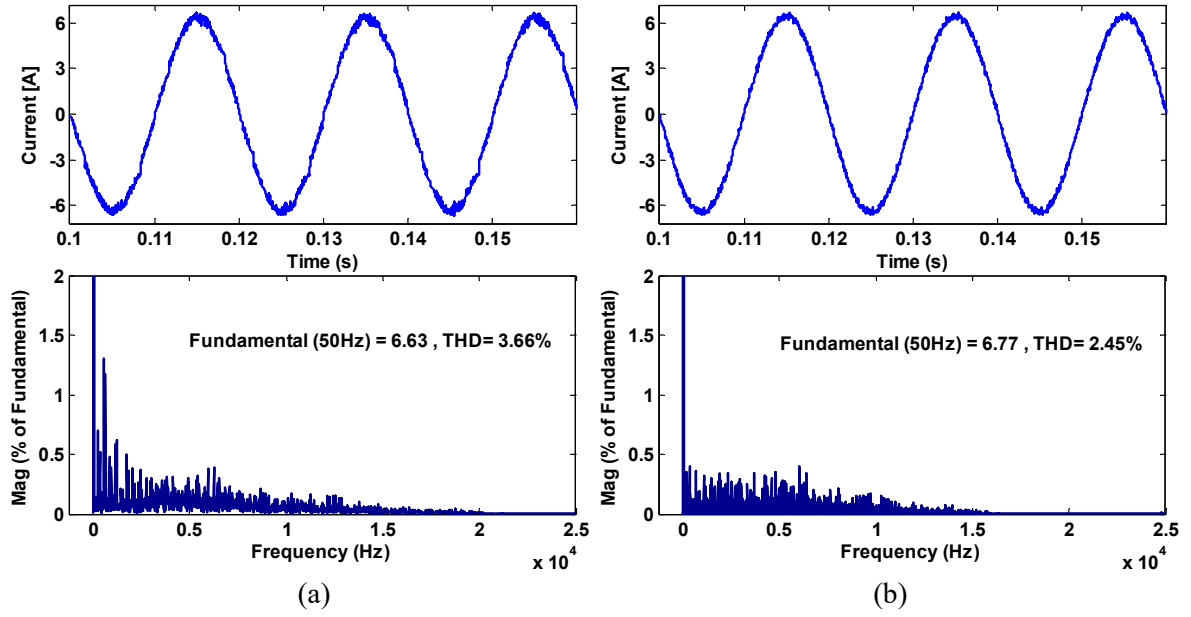 6
3
0
-3
-6
Current [A]
0.1 0.11 0.12 0.13 0.14 0.15
Time (s)
6
3
0
-3
-6
Current [A]
0.1 0.11 0.12 0.13 0.14 0.15
Time (s)
2
1.5
1
0.5
0
Mag (% of Fundamental)
Fundamental (50Hz) = 6.63 , THD= 3.66%
0 0.5 1 1.5 2 2.5
Frequency (Hz)
x 10^4
2
1.5
1
0.5
0
Mag (% of Fundamental)
Fundamental (50Hz) = 6.77 , THD= 2.45%
0 0.5 1 1.5 2 2.5
Frequency (Hz)
x 10^4
(a)
(b)